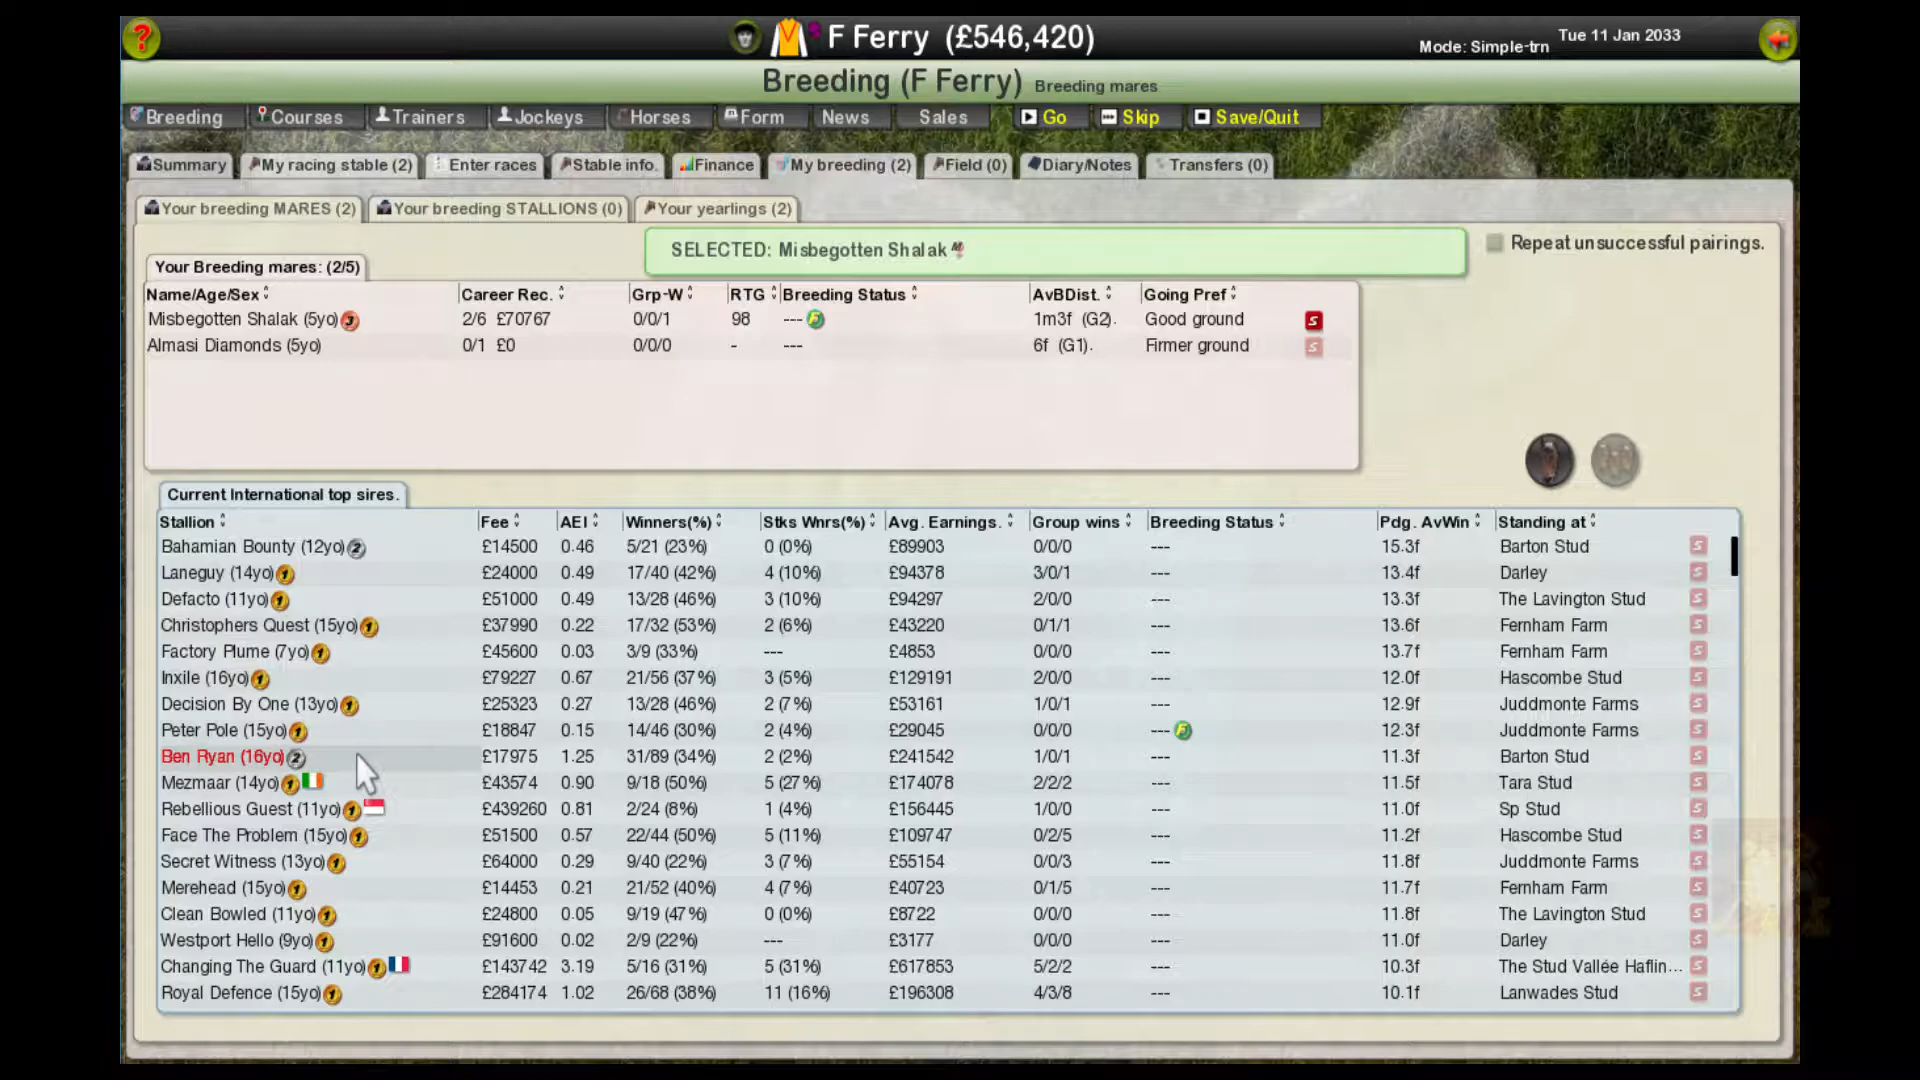 F Ferry (£546,420)
Mode: Simple-trn Tue 11 Jan 2033
Breeding (F Ferry) Breeding mares
Breeding Courses Trainers Jockeys Horses Form News Sales Go Skip Save/Quit
Summary My racing stable (2) Enter races Stable info. Finance My breeding (2) Field (0) Diary/Notes Transfers (0)
Your breeding MARES (2) Your breeding STALLIONS (0) Your yearlings (2)
SELECTED: Misbegotten Shalak
Repeat unsuccessful pairings.
Your Breeding mares: (2/5)
Name/Age/Sex Career Rec. Grp-W RTG Breeding Status AvBDist. Going Pref
Misbegotten Shalak (5yo) 3 2/6 £70767 0/0/1 98 --- F 1m3f (G2). Good ground S
Almasi Diamonds (5yo) 0/1 £0 0/0/0 - --- 6f (G1). Firmer ground S
Current International top sires.
Stallion Fee AEI Winners(%) Stks Wnrs(%) Avg. Earnings. Group wins Breeding Status Pdg. AvWin Standing at
Bahamian Bounty (12yo) 2 £14500 0.46 5/21 (23%) 0 (0%) £89903 0/0/0 --- 15.3f Barton Stud S
Laneguy (14yo) 1 £24000 0.49 17/40 (42%) 4 (10%) £94378 3/0/1 --- 13.4f Darley S
Defacto (11yo) 1 £51000 0.49 13/28 (46%) 3 (10%) £94297 2/0/0 --- 13.3f The Lavington Stud S
Christophers Quest (15yo) 1 £37990 0.22 17/32 (53%) 2 (6%) £43220 0/1/1 --- 13.6f Fernham Farm S
Factory Plume (7yo) 1 £45600 0.03 3/9 (33%) --- £4853 0/0/0 --- 13.7f Fernham Farm S
Inxile (16yo) 1 £79227 0.67 21/56 (37%) 3 (5%) £129191 2/0/0 --- 12.0f Hascombe Stud S
Decision By One (13yo) 1 £25323 0.27 13/28 (46%) 2 (7%) £53161 1/0/1 --- 12.9f Juddmonte Farms S
Peter Pole (15yo) 1 £18847 0.15 14/46 (30%) 2 (4%) £29045 0/0/0 --- F 12.3f Juddmonte Farms S
Ben Ryan (16yo) 2 £17975 1.25 31/89 (34%) 2 (2%) £241542 1/0/1 --- 11.3f Barton Stud S
Mezmaar (14yo) 1 £43574 0.90 9/18 (50%) 5 (27%) £174078 2/2/2 --- 11.5f Tara Stud S
Rebellious Guest (11yo) 1 £439260 0.81 2/24 (8%) 1 (4%) £156445 1/0/0 --- 11.0f Sp Stud S
Face The Problem (15yo) 1 £51500 0.57 22/44 (50%) 5 (11%) £109747 0/2/5 --- 11.2f Hascombe Stud S
Secret Witness (13yo) 1 £64000 0.29 9/40 (22%) 3 (7%) £55154 0/0/3 --- 11.8f Juddmonte Farms S
Merehead (15yo) 1 £14453 0.21 21/52 (40%) 4 (7%) £40723 0/1/5 --- 11.7f Fernham Farm S
Clean Bowled (11yo) 1 £24800 0.05 9/19 (47%) 0 (0%) £8722 0/0/0 --- 11.8f The Lavington Stud S
Westport Hello (9yo) 1 £91600 0.02 2/9 (22%) --- £3177 0/0/0 --- 11.0f Darley S
Changing The Guard (11yo) 1 £143742 3.19 5/16 (31%) 5 (31%) £617853 5/2/2 --- 10.3f The Stud Vallée Haflin... S
Royal Defence (15yo) 1 £284174 1.02 26/68 (38%) 11 (16%) £196308 4/3/8 --- 10.1f Lanwades Stud S